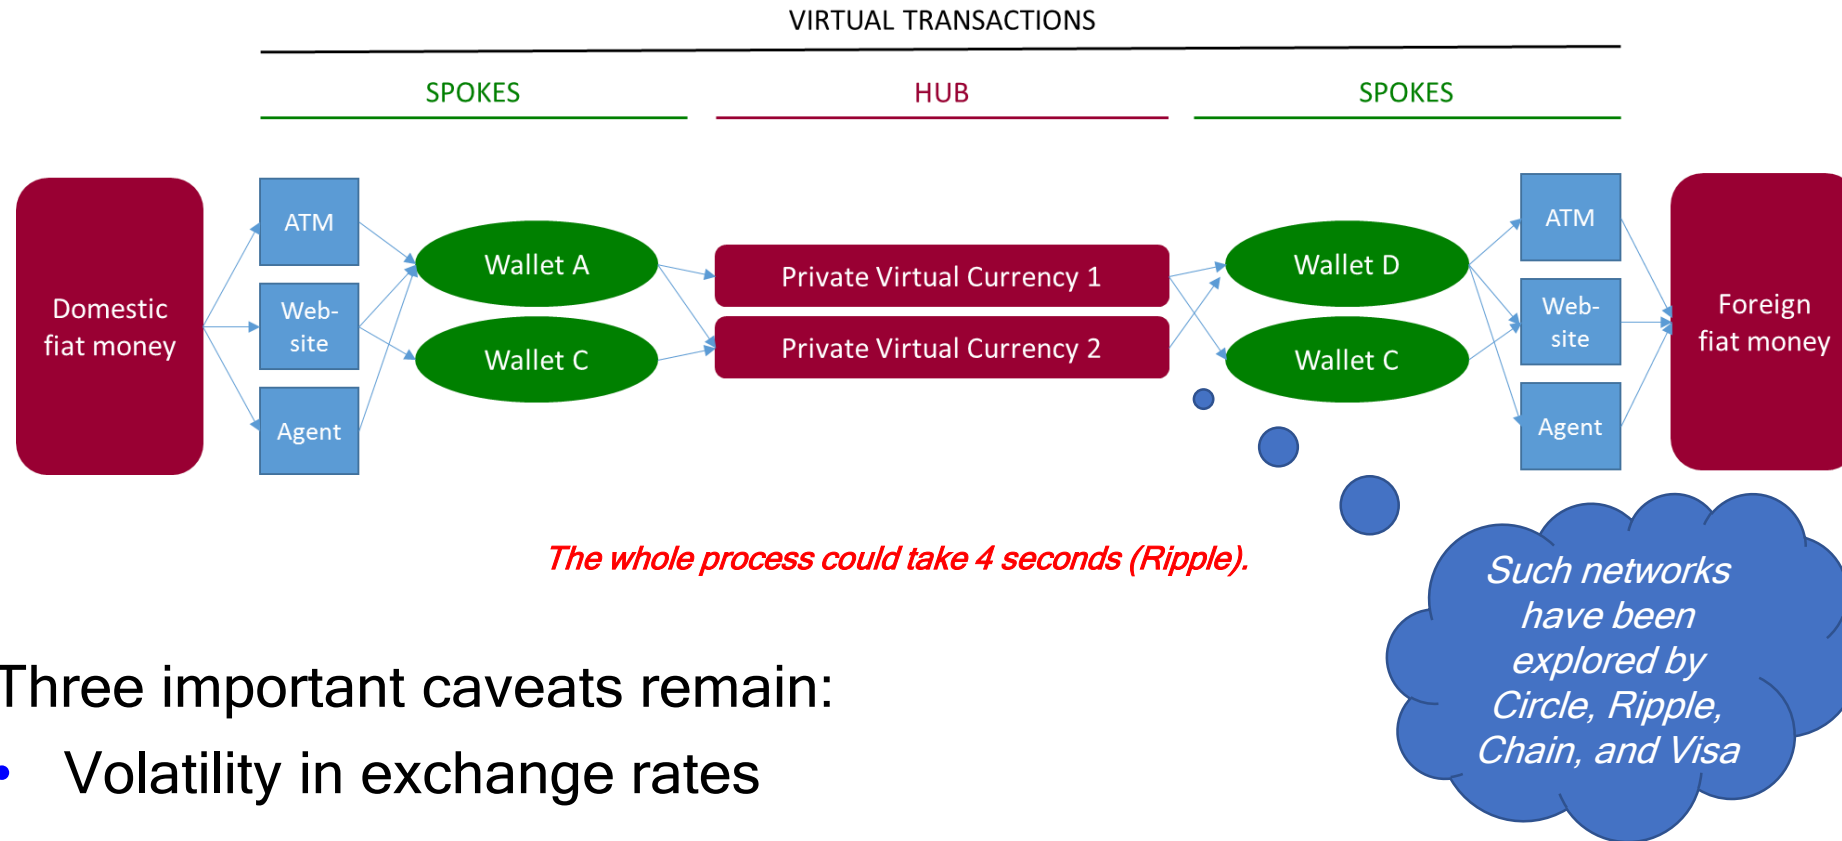 VIRTUAL TRANSACTIONS
SPOKES
HUB
SPOKES
Domestic
fiat money
ATM
Web-
site
Agent
Wallet A
Wallet C
Private Virtual Currency 1
Private Virtual Currency 2
Wallet D
Wallet C
ATM
Web-
site
Agent
Foreign
fiat money
The whole process could take 4 seconds (Ripple).
Such networks
have been
explored by
Circle, Ripple,
Chain, and Visa
Three important caveats remain:
• Volatility in exchange rates